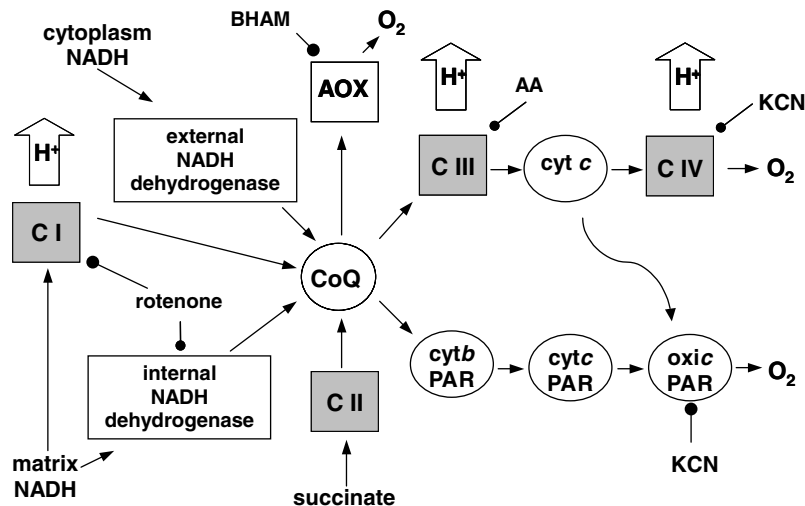 cytoplasm
NADH
BHAM
O2
AOX
H+
AA
H+
KCN
H+
external
NADH
dehydrogenase
C III
cyt c
C IV
O2
C I
CoQ
rotenone
internal
NADH
dehydrogenase
C II
cytb
PAR
cytc
PAR
oxic
PAR
O2
matrix
NADH
succinate
KCN